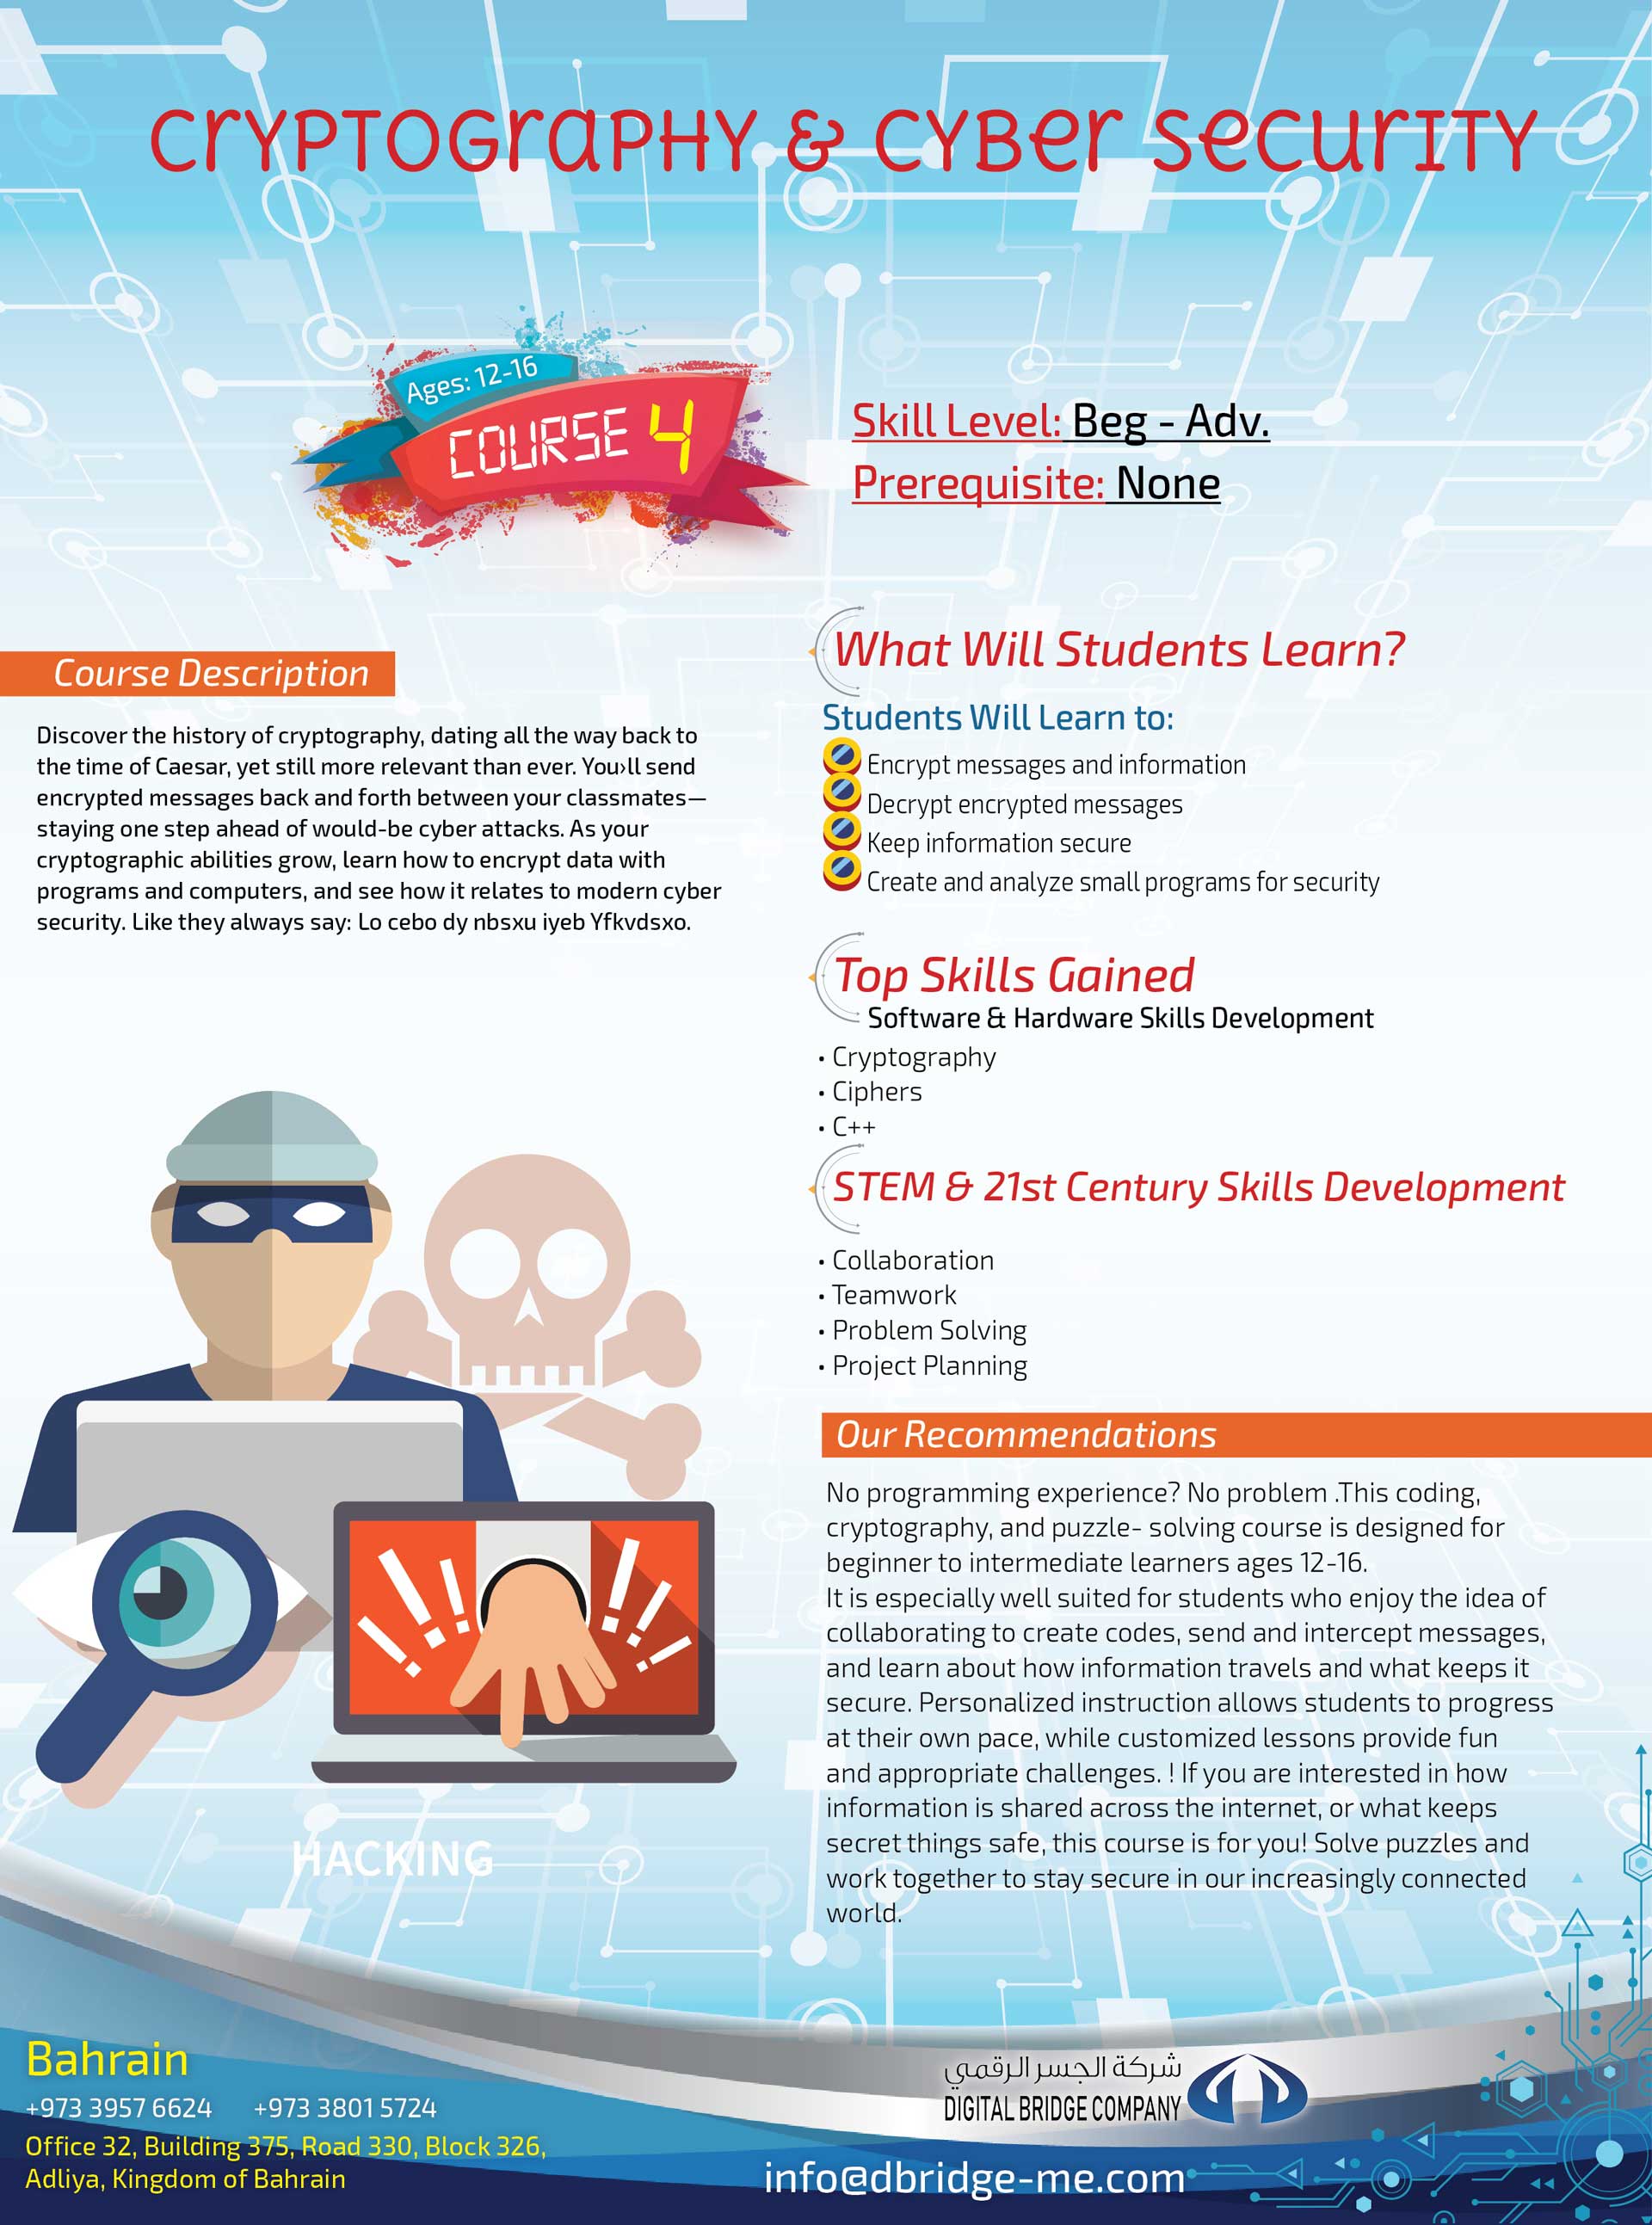 CRYPTOGRAPHY & CYBER SECURITY
Ages: 12-16
COURSE 4
Skill Level: Beg - Adv.
Prerequisite: None
Course Description
Discover the history of cryptography, dating all the way back to
the time of Caesar, yet still more relevant than ever. You›ll send
encrypted messages back and forth between your classmates—
staying one step ahead of would-be cyber attacks. As your
cryptographic abilities grow, learn how to encrypt data with
programs and computers, and see how it relates to modern cyber
security. Like they always say: Lo cebo dy nbsxu iyeb Yfkvdsxo.
What Will Students Learn?
Students Will Learn to:
Encrypt messages and information
Decrypt encrypted messages
Keep information secure
Create and analyze small programs for security
Top Skills Gained
Software & Hardware Skills Development
• Cryptography
• Ciphers
• C++
STEM & 21st Century Skills Development
• Collaboration
• Teamwork
• Problem Solving
• Project Planning
Our Recommendations
No programming experience? No problem .This coding,
cryptography, and puzzle- solving course is designed for
beginner to intermediate learners ages 12-16.
It is especially well suited for students who enjoy the idea of
collaborating to create codes, send and intercept messages,
and learn about how information travels and what keeps it
secure. Personalized instruction allows students to progress
at their own pace, while customized lessons provide fun
and appropriate challenges. ! If you are interested in how
information is shared across the internet, or what keeps
secret things safe, this course is for you! Solve puzzles and
work together to stay secure in our increasingly connected
world.
HACKING
Bahrain
+973 3957 6624 +973 3801 5724
Office 32, Building 375, Road 330, Block 326,
Adliya, Kingdom of Bahrain
شركة الجسر الرقمي
DIGITAL BRIDGE COMPANY
info@dbridge-me.com